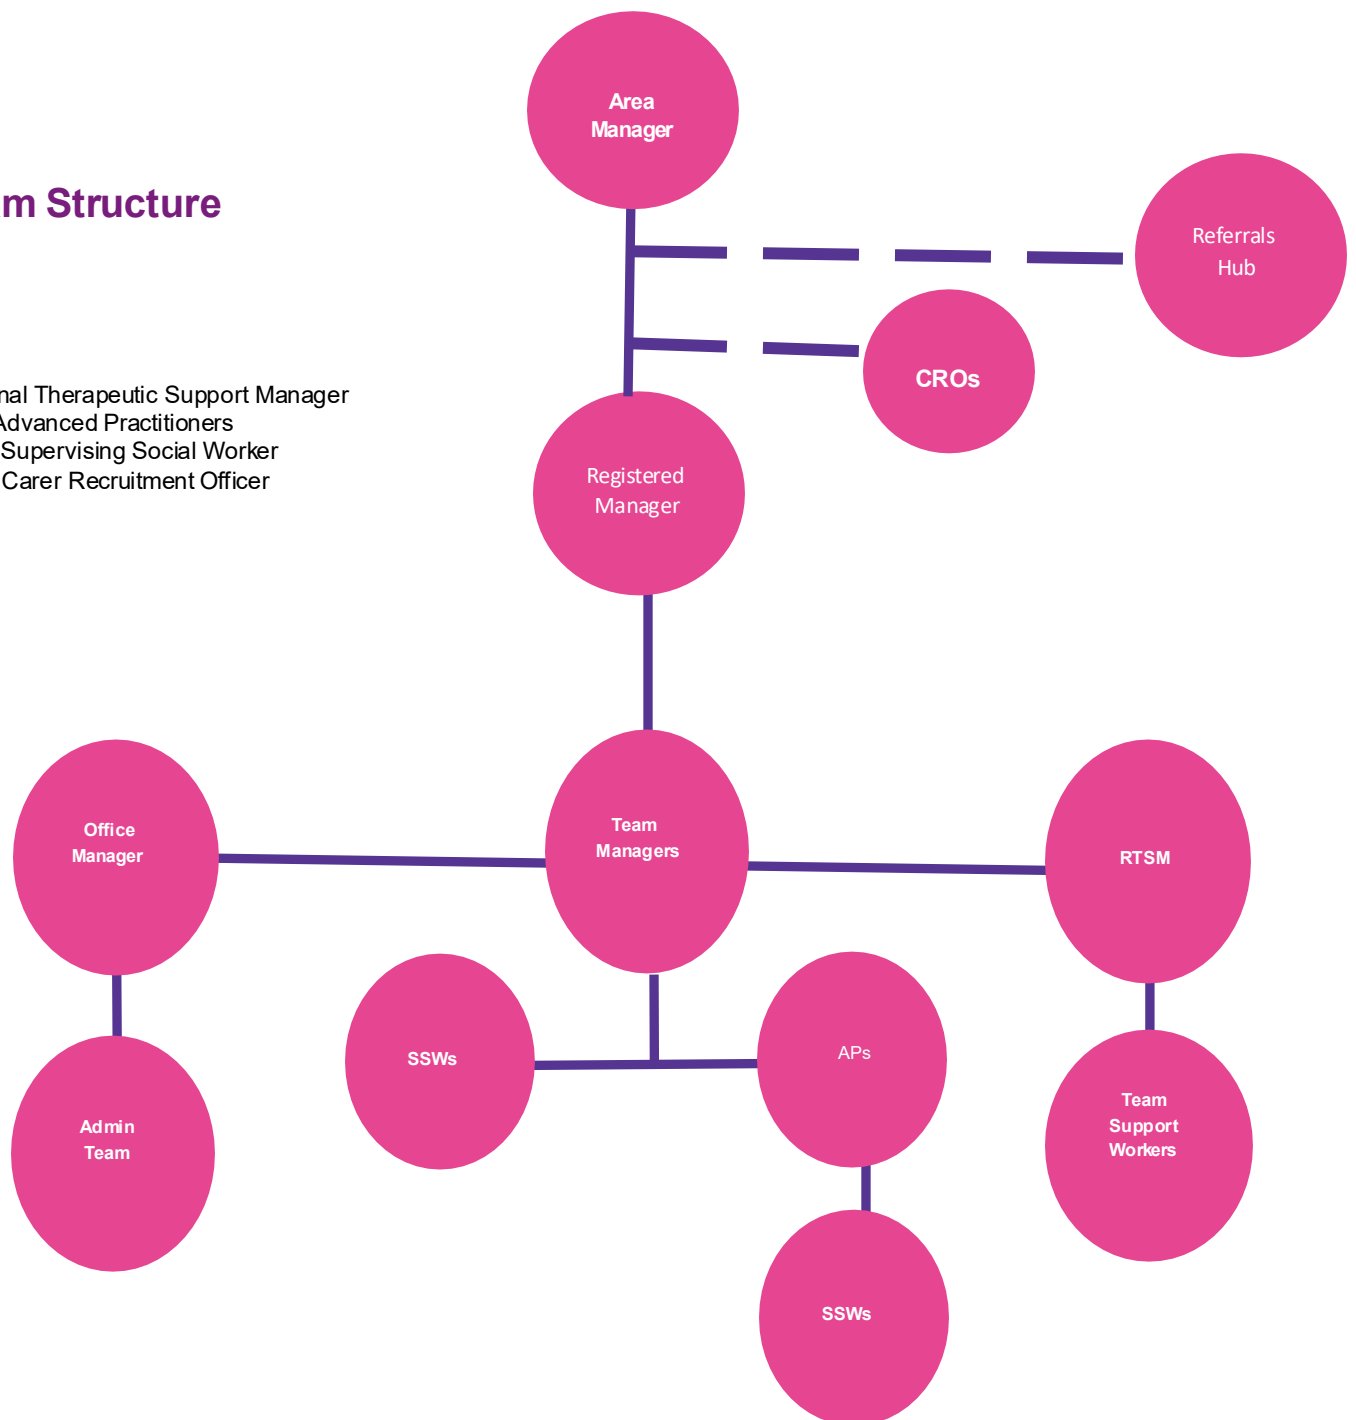 Area
Manager
m Structure
Referrals
Hub
CROs
nal Therapeutic Support Manager
Advanced Practitioners
Supervising Social Worker
Carer Recruitment Officer
Registered
Manager
Office
Manager
Team
Managers
RTSM
SSWs
APs
Admin
Team
Team
Support
Workers
SSWs